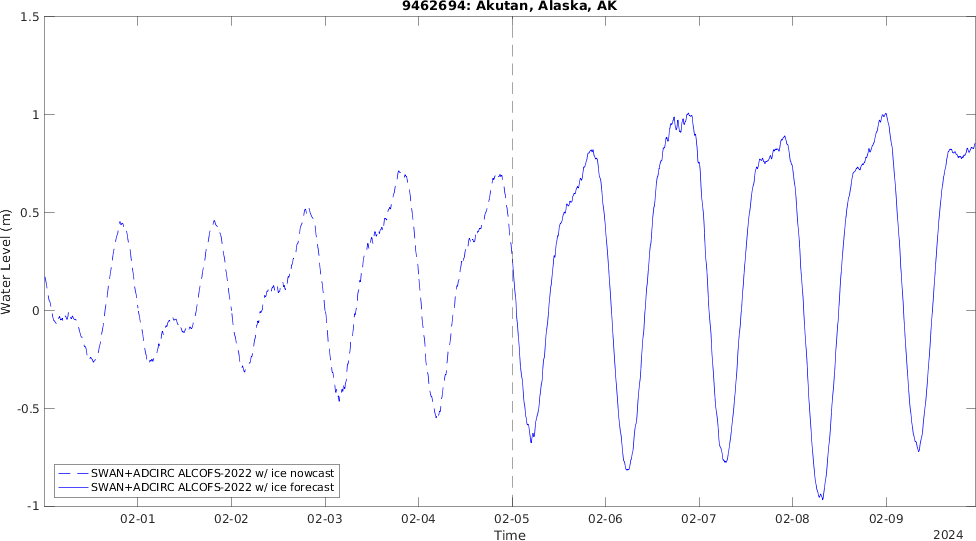 9462694: Akutan, Alaska, AK
1.5
1
0.5
0
-0.5
-1
Water Level (m)
SWAN+ADCIRC ALCOFS-2022 w/ ice nowcast
SWAN+ADCIRC ALCOFS-2022 w/ ice forecast
02-01 02-02 02-03 02-04 02-05 02-06 02-07 02-08 02-09
Time
2024